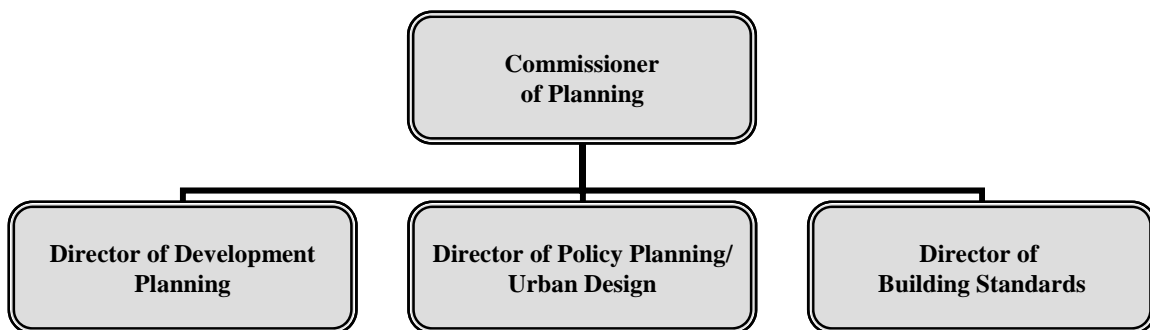 Commissioner
of Planning
Director of Development
Planning
Director of Policy Planning/
Urban Design
Director of
Building Standards